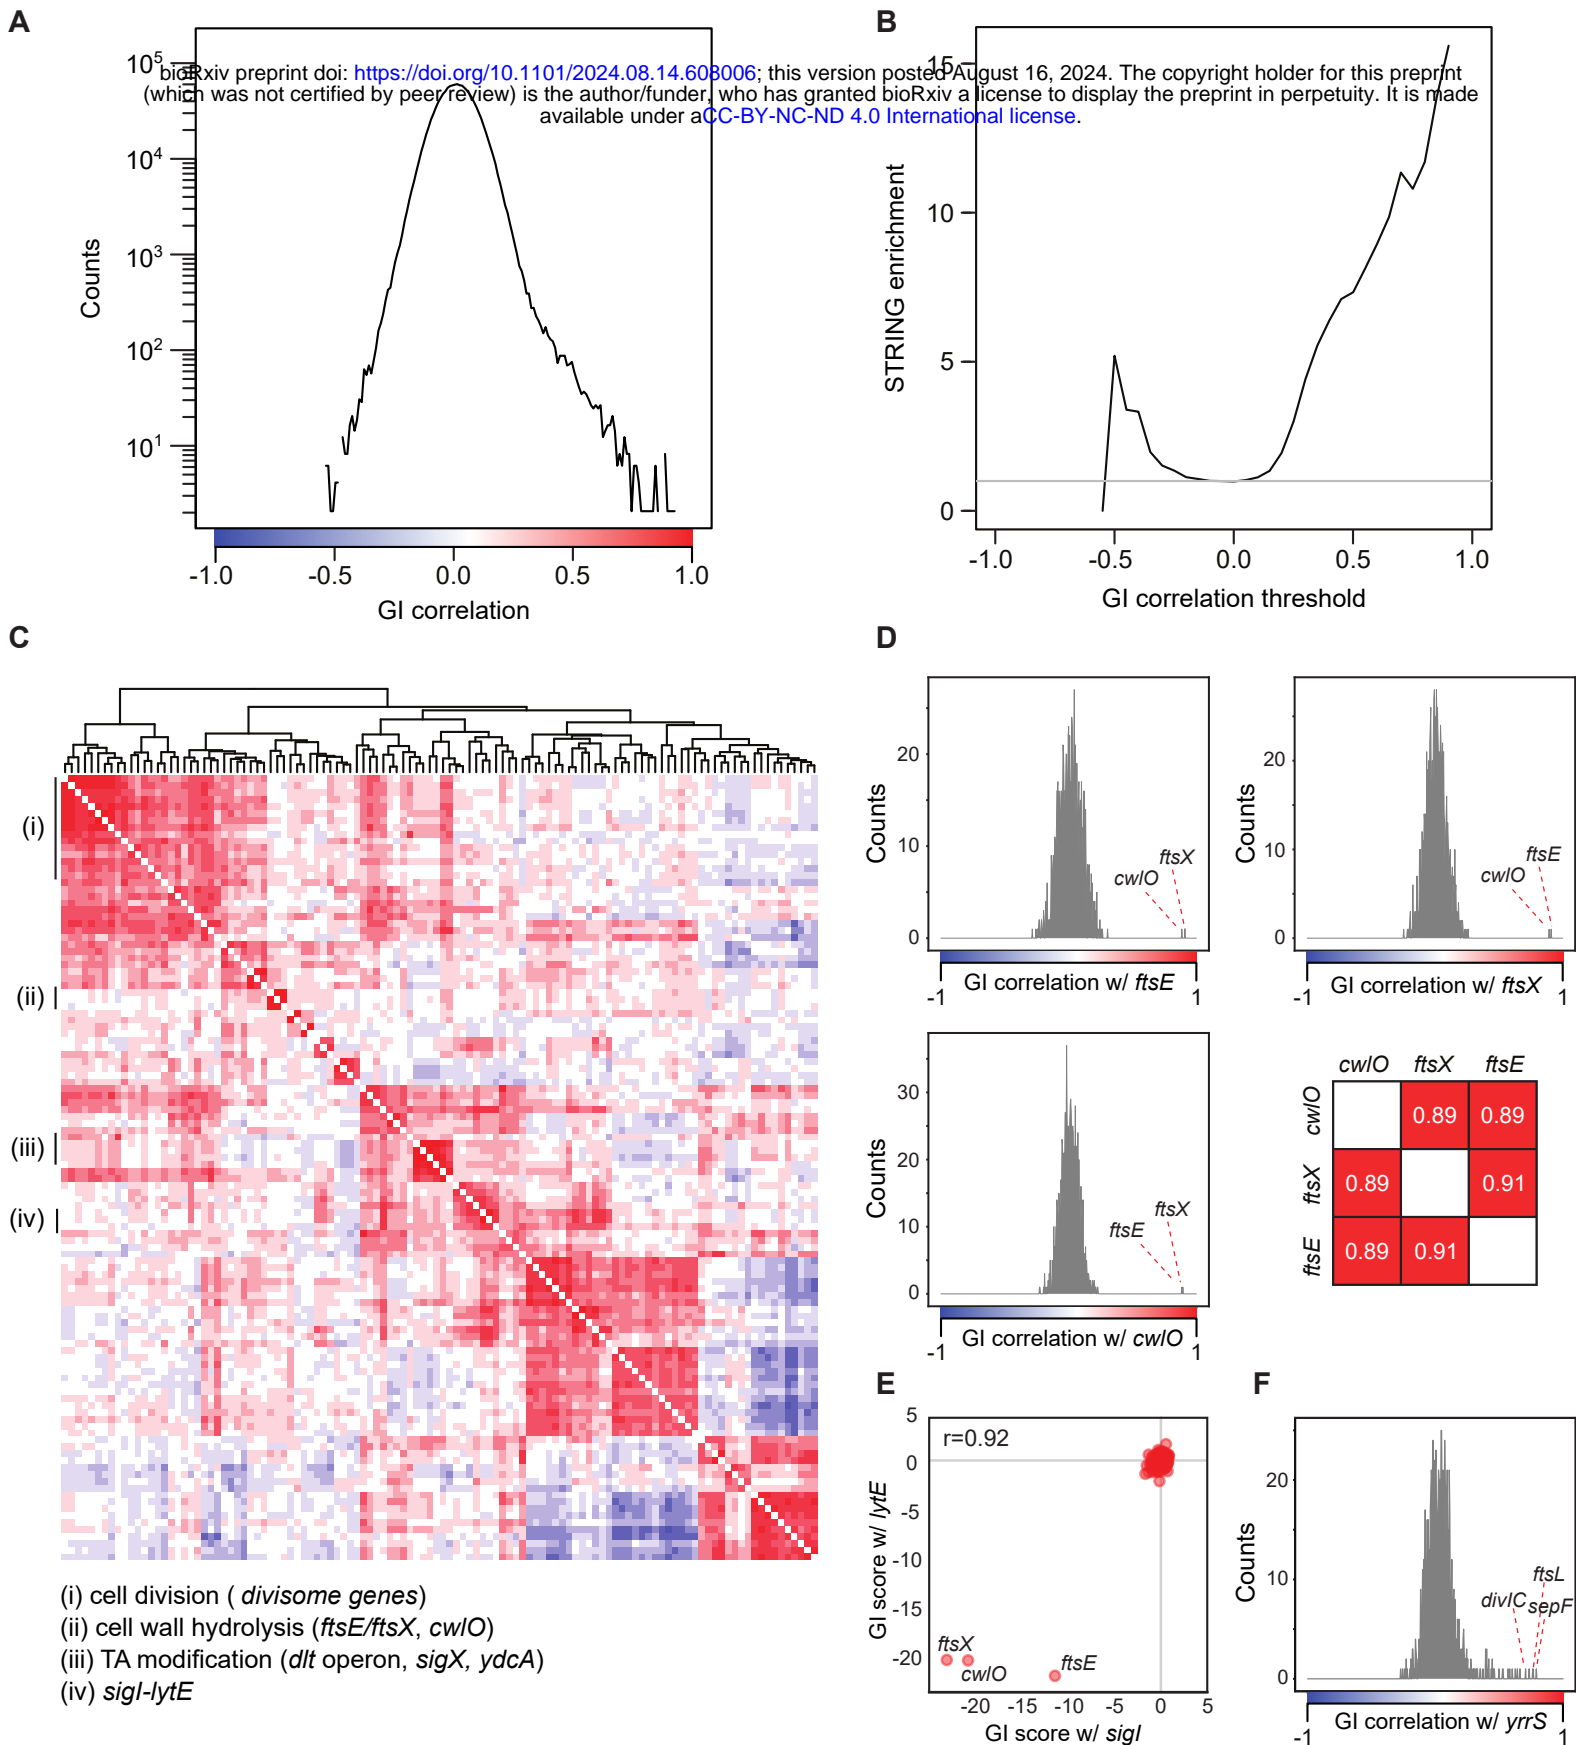 A
B
bioRxiv preprint doi: https://doi.org/10.1101/2024.08.14.608006; this version posted August 16, 2024. The copyright holder for this preprint
(which was not certified by peer review) is the author/funder, who has granted bioRxiv a license to display the preprint in perpetuity. It is made
available under aCC-BY-NC-ND 4.0 International license.
10^5
10^4
10^3
10^2
10^1
Counts
-1.0 -0.5 0.0 0.5 1.0
GI correlation
15
10
5
0
STRING enrichment
-1.0 -0.5 0.0 0.5 1.0
GI correlation threshold
C
(i)
(ii)
(iii)
(iv)
(i) cell division ( divisome genes)
(ii) cell wall hydrolysis (ftsE/ftsX, cwlO)
(iii) TA modification (dlt operon, sigX, ydcA)
(iv) sigI-lytE
D
Counts
20
10
0
ftsX
cwlO
GI correlation w/ ftsE
-1 1
Counts
20
10
0
ftsE
cwlO
GI correlation w/ ftsX
-1 1
Counts
30
20
10
0
ftsX
ftsE
GI correlation w/ cwlO
-1 1
cwlO ftsX ftsE
cwlO 0.89 0.89
ftsX 0.89 0.91
ftsE 0.89 0.91
E
r=0.92
5
0
-5
-10
-15
-20
GI score w/ lytE
ftsX
cwlO
ftsE
-20 -15 -10 -5 0 5
GI score w/ sigI
F
Counts
20
10
0
ftsL
divIC
sepF
GI correlation w/ yrrS
-1 1